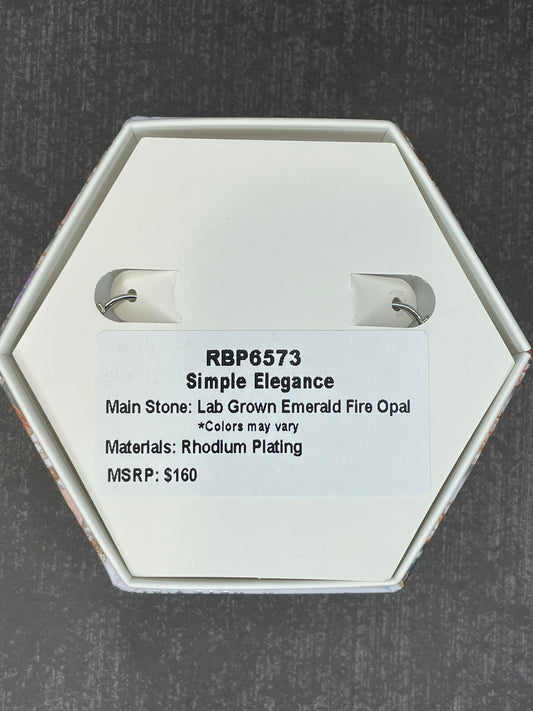 RBP6573
Simple Elegance
Main Stone: Lab Grown Emerald Fire Opal
*Colors may vary
Materials: Rhodium Plating
MSRP: $160